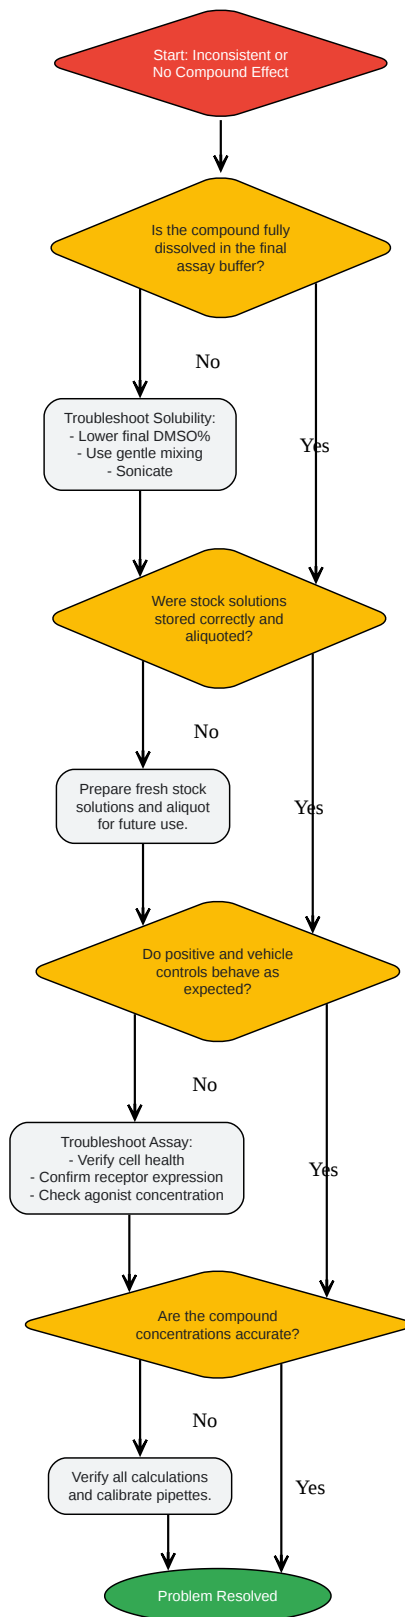 Start: Inconsistent or
No Compound Effect
Is the compound fully
dissolved in the final
assay buffer?
No
Troubleshoot Solubility:
- Lower final DMSO%
- Use gentle mixing
- Sonicate
Yes
Were stock solutions
stored correctly and
aliquoted?
No
Prepare fresh stock
solutions and aliquot
for future use.
Yes
Do positive and vehicle
controls behave as
expected?
No
Troubleshoot Assay:
- Verify cell health
- Confirm receptor expression
- Check agonist concentration
Yes
Are the compound
concentrations accurate?
No
Verify all calculations
and calibrate pipettes.
Yes
Problem Resolved